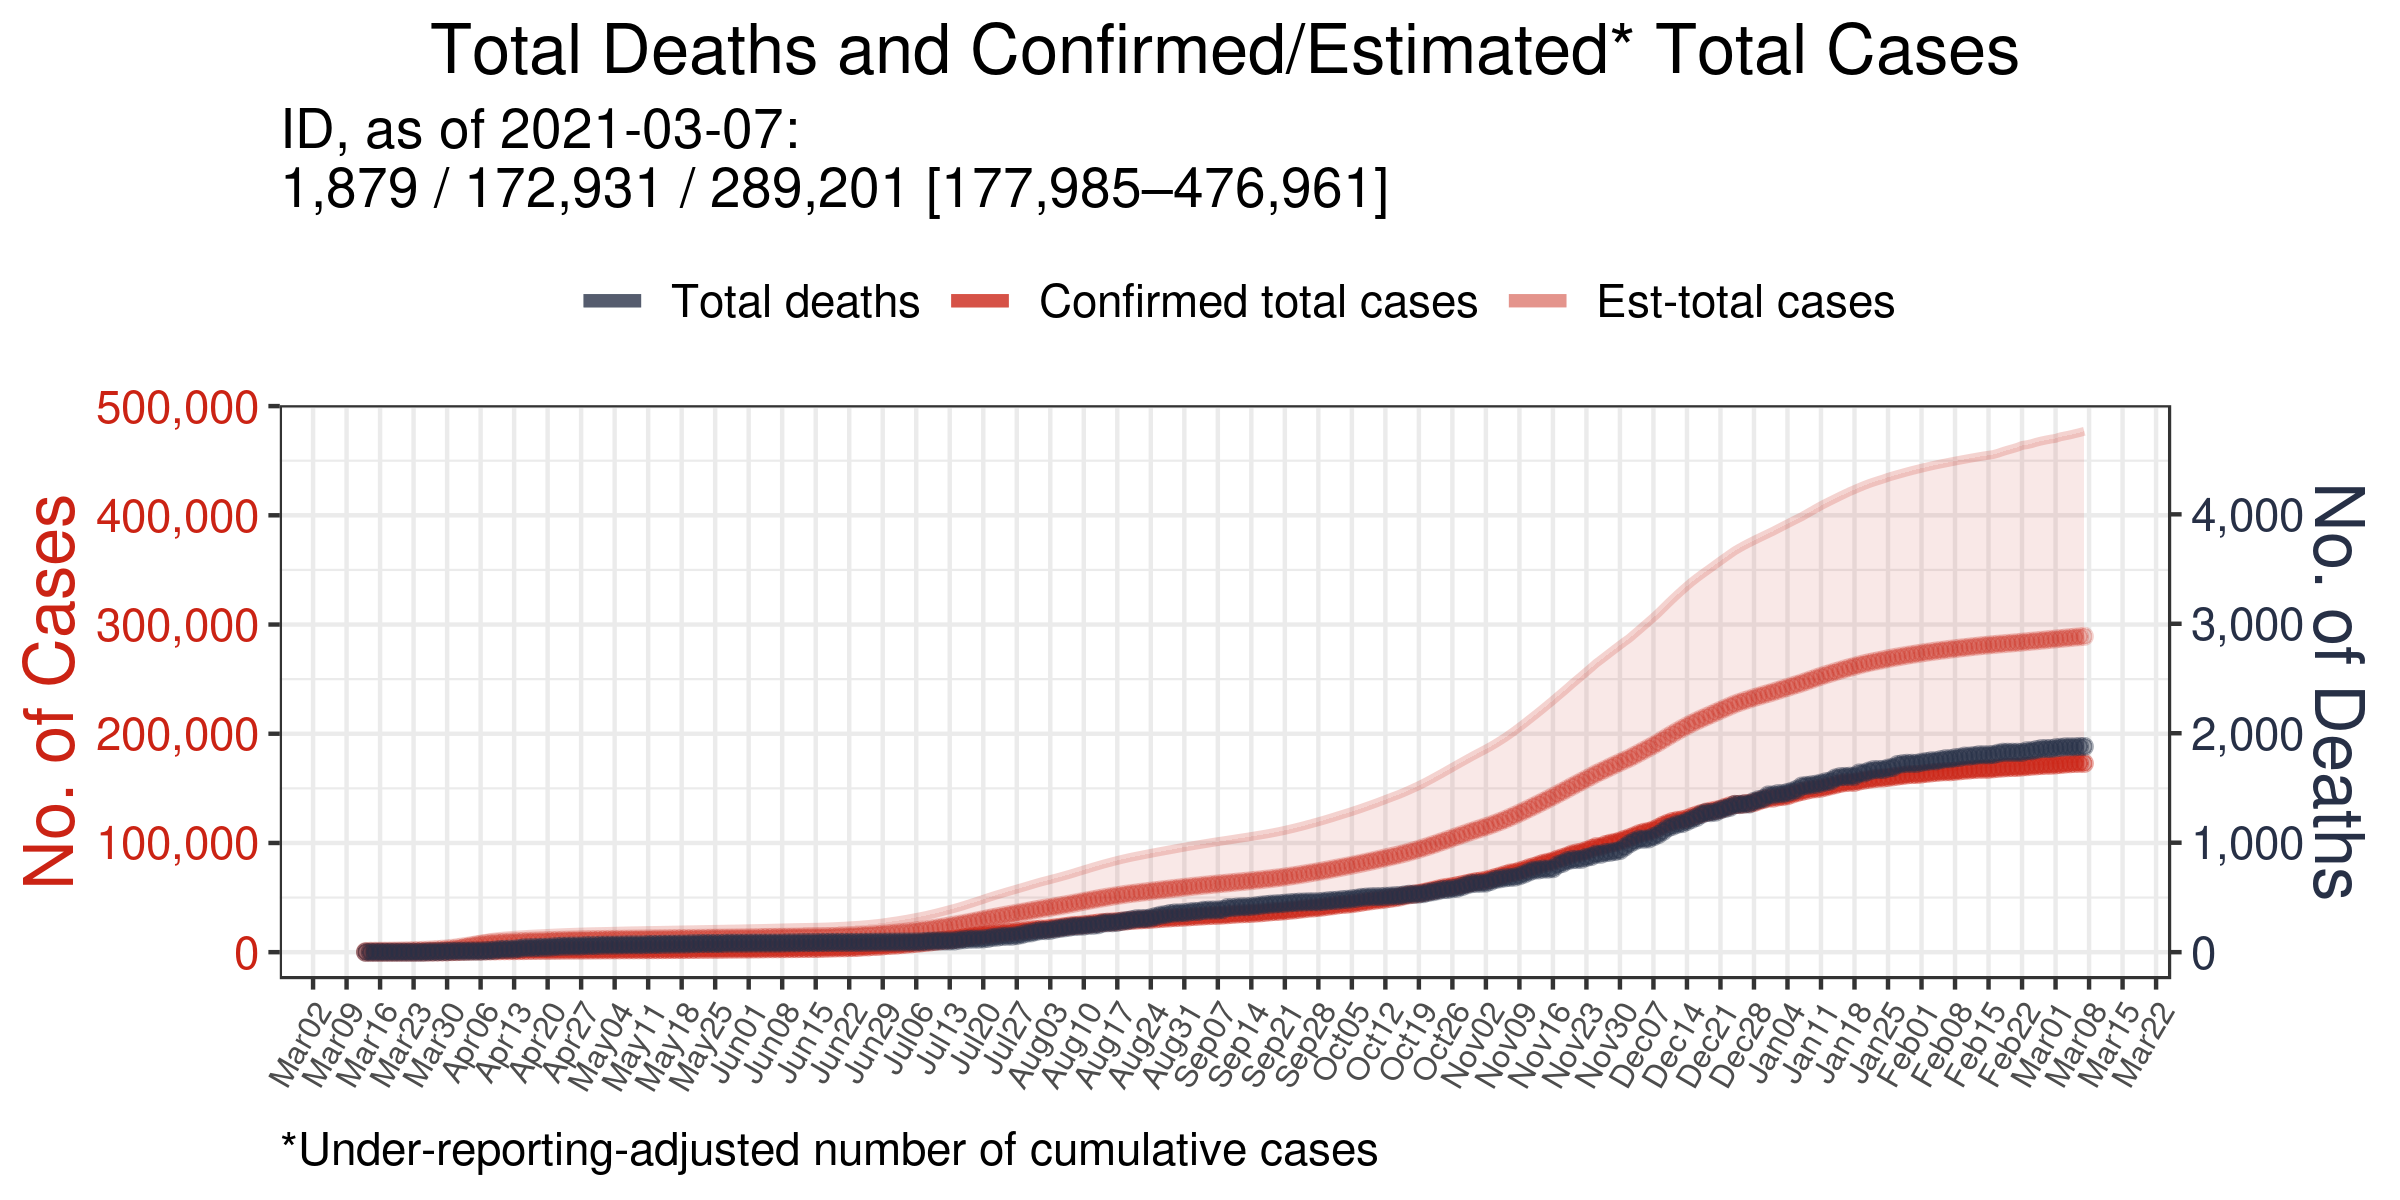 Total Deaths and Confirmed/Estimated* Total Cases
ID, as of 2021-03-07:
1,879 / 172,931 / 289,201 [177,985–476,961]
Total deaths
Confirmed total cases
Est-total cases
No. of Cases
500,000
400,000
300,000
200,000
100,000
0
4,000
3,000
2,000
1,000
0
No. of Deaths
Mar02
Mar09
Mar16
Mar23
Mar30
Apr06
Apr13
Apr20
Apr27
May04
May11
May18
May25
Jun01
Jun08
Jun15
Jun22
Jun29
Jul06
Jul13
Jul20
Jul27
Aug03
Aug10
Aug17
Aug24
Aug31
Sep07
Sep14
Sep21
Sep28
Oct05
Oct12
Oct19
Oct26
Nov02
Nov09
Nov16
Nov23
Nov30
Dec07
Dec14
Dec21
Dec28
Jan04
Jan11
Jan18
Jan25
Feb01
Feb08
Feb15
Feb22
Mar01
Mar08
Mar15
Mar22
*Under-reporting-adjusted number of cumulative cases